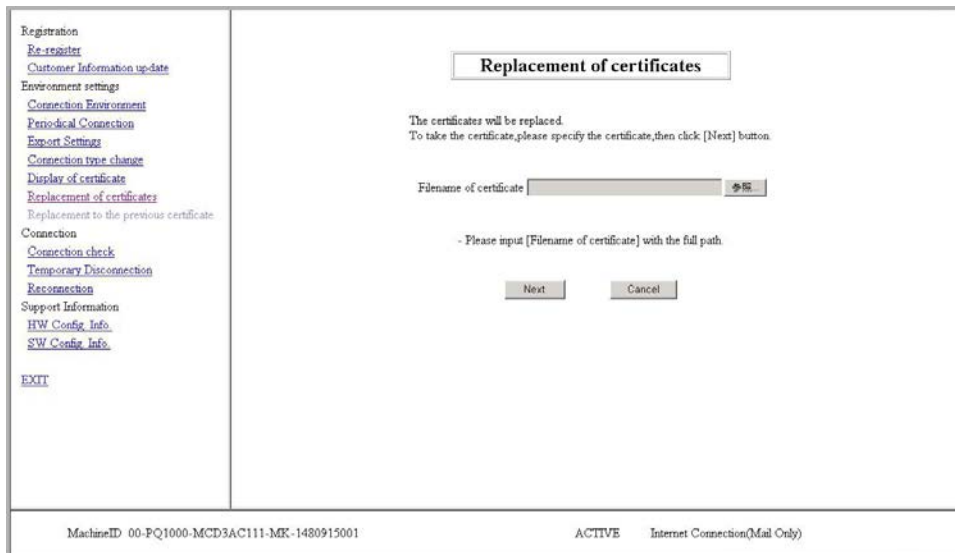 Registration
Re-register
Customer Information update
Environment settings
Connection Environment
Periodical Connection
Export Settings
Connection type change
Display of certificate
Replacement of certificates
Replacement to the previous certificate
Connection
Connection check
Temporary Disconnection
Reconnection
Support Information
HW Config. Info.
SW Config. Info.
EXIT
Replacement of certificates
The certificates will be replaced.
To take the certificate,please specify the certificate,then click [Next] button.
Filename of certificate 参照...
- Please input [Filename of certificate] with the full path.
Next Cancel
MachineID 00-PQ1000-MCD3AC111-MK-1480915001 ACTIVE Internet Connection(Mail Only)